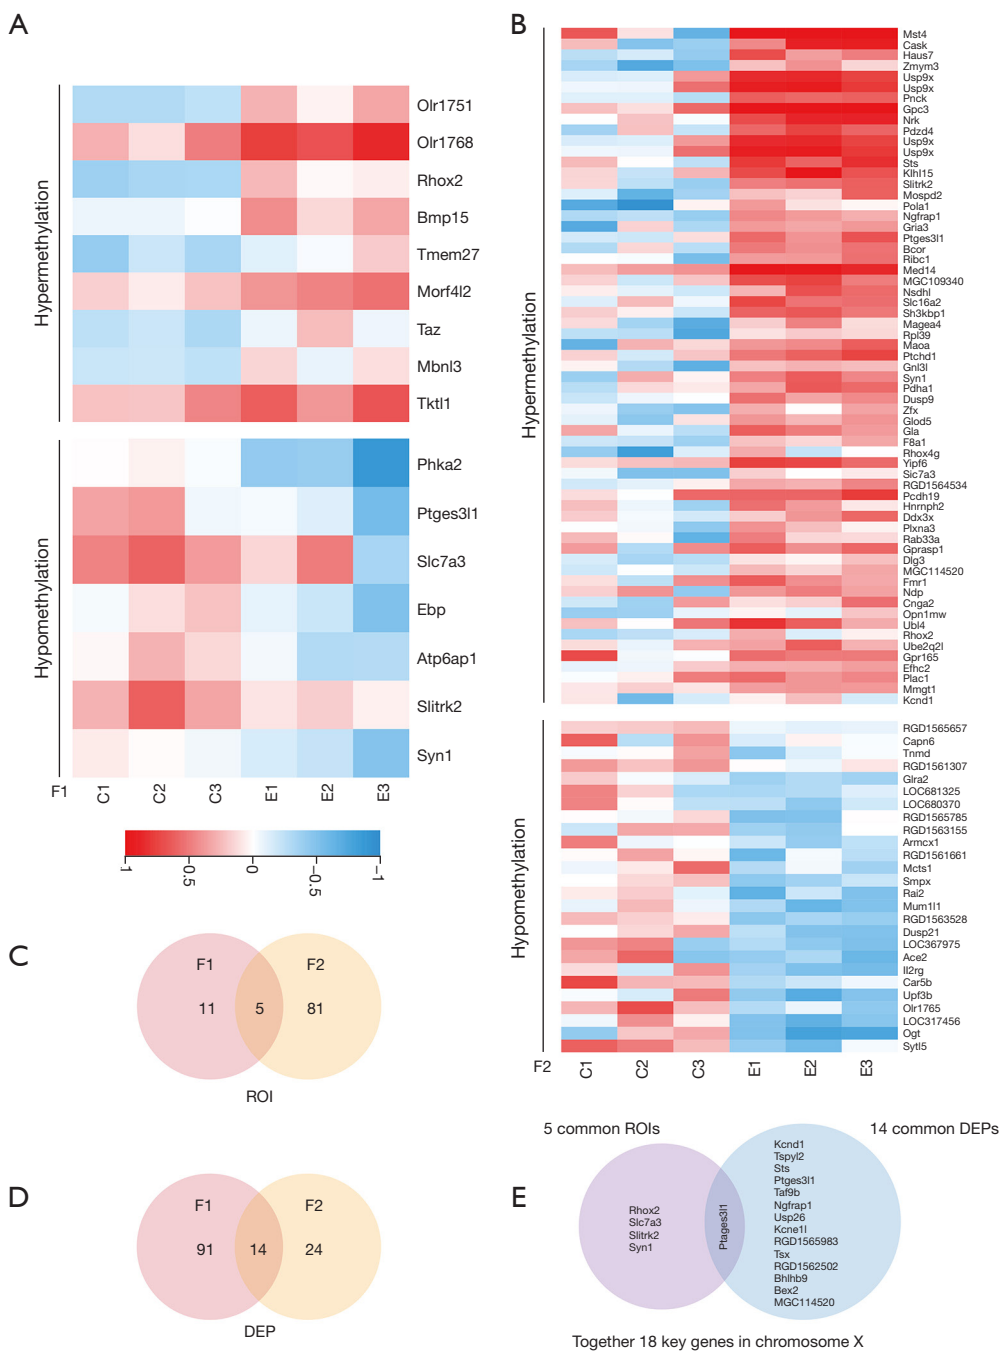 A
Hypermethylation
Olr1751
Olr1768
Rhox2
Bmp15
Tmem27
Morf4l2
Taz
Mbnl3
Tktl1
Hypomethylation
Phka2
Ptges3l1
Slc7a3
Ebp
Atp6ap1
Slitrk2
Syn1
F1
C1
C2
C3
E1
E2
E3
1
0.5
0
−0.5
−1
B
Hypermethylation
Mst4
Cask
Haus7
Zmym3
Usp9x
Usp9x
Pnck
Gpc3
Nrk
Pdzd4
Usp9x
Usp9x
Sts
Klhl15
Slitrk2
Mospd2
Pola1
Ngfrap1
Gria3
Ptges3l1
Bcor
Ribc1
Med14
MGC109340
Nsdhl
Slc16a2
Sh3kbp1
Magea4
Rpl39
Maoa
Ptchd1
Gnl3l
Syn1
Pdha1
Dusp9
Zfx
Glod5
Gla
F8a1
Rhox4g
Yipf6
Slc7a3
RGD1564534
Pcdh19
Hnrnph2
Ddx3x
Plxna3
Rab33a
Gprasp1
Dlg3
MGC114520
Fmr1
Ndp
Cnga2
Opn1mw
Ubl4
Rhox2
Ube2q2l
Gpr165
Efhc2
Plac1
Mmgt1
Kcnd1
Hypomethylation
RGD1565657
Capn6
Tnmd
RGD1561307
Glra2
LOC681325
LOC680370
RGD1565785
RGD1563155
Armcx1
RGD1561661
Mcts1
Smpx
Rai2
Mum1l1
RGD1563528
Dusp21
LOC367975
Ace2
Il2rg
Car5b
Upf3b
Olr1765
LOC317456
Ogt
Sytl5
F2
C1
C2
C3
E1
E2
E3
C
F1
F2
11
5
81
ROI
D
F1
F2
91
14
24
DEP
5 common ROIs
14 common DEPs
E
Rhox2
Slc7a3
Slitrk2
Syn1
Ptages3l1
Kcnd1
Tspyl2
Sts
Ptges3l1
Taf9b
Ngfrap1
Usp26
Kcne1l
RGD1565983
Tsx
RGD1562502
Bhlhb9
Bex2
MGC114520
Together 18 key genes in chromosome X